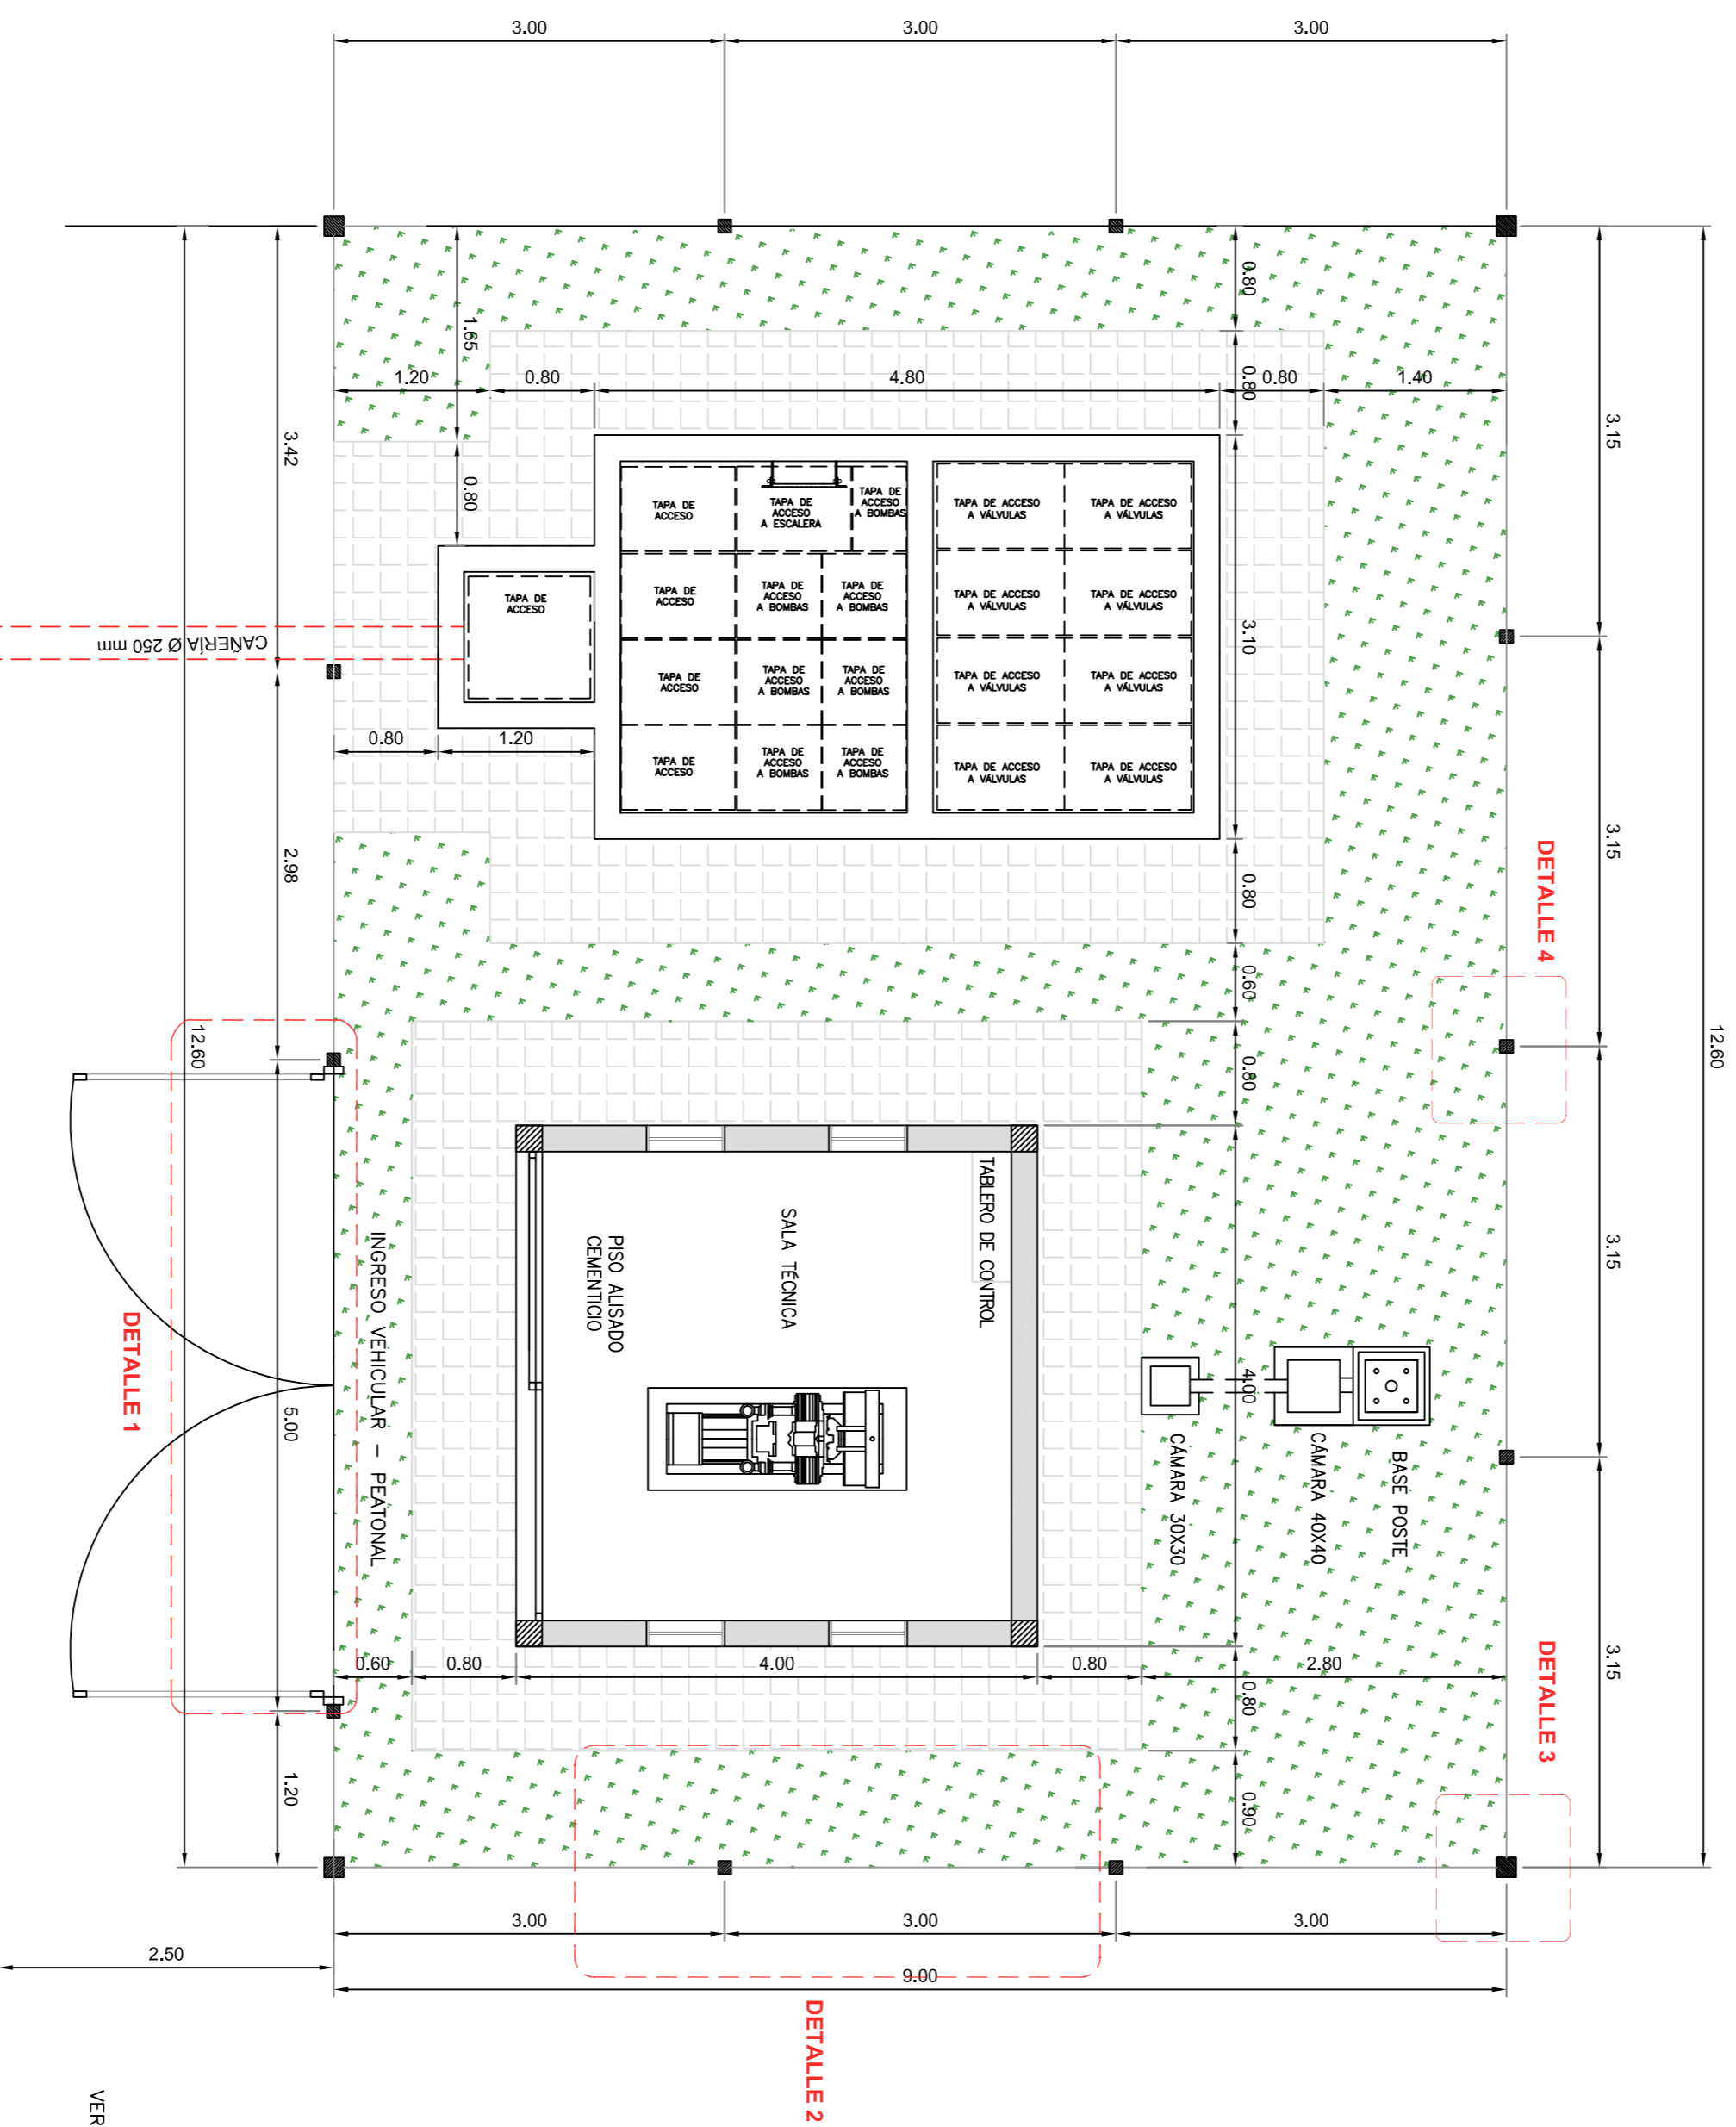 3.00
3.00
3.00
12.60
3.15
3.15
3.15
3.15
0.80
0.80
3.10
0.80
0.60
0.80
4.00
0.80
0.90
1.65
0.80
1.20
0.80
4.80
0.80
1.40
TAPA DE
ACCESO
TAPA DE
ACCESO
A ESCALERA
TAPA DE
ACCESO
A BOMBAS
TAPA DE ACCESO
A VÁLVULAS
TAPA DE ACCESO
A VÁLVULAS
TAPA DE
ACCESO
TAPA DE
ACCESO
A BOMBAS
TAPA DE
ACCESO
A BOMBAS
TAPA DE ACCESO
A VÁLVULAS
TAPA DE ACCESO
A VÁLVULAS
TAPA DE
ACCESO
TAPA DE
ACCESO
A BOMBAS
TAPA DE
ACCESO
A BOMBAS
TAPA DE ACCESO
A VÁLVULAS
TAPA DE ACCESO
A VÁLVULAS
TAPA DE
ACCESO
TAPA DE
ACCESO
A BOMBAS
TAPA DE
ACCESO
A BOMBAS
TAPA DE ACCESO
A VÁLVULAS
TAPA DE ACCESO
A VÁLVULAS
TAPA DE
ACCESO
CAÑERÍA Ø 250 mm
0.80
1.20
3.42
2.98
5.00
1.20
12.60
DETALLE 4
DETALLE 3
DETALLE 1
DETALLE 2
TABLERO DE CONTROL
SALA TÉCNICA
PISO ALISADO
CEMENTICIO
INGRESO VEHICULAR - PEATONAL
BASE POSTE
CÁMARA 40X40
CÁMARA 30X30
0.60
0.80
4.00
0.80
2.80
3.00
3.00
3.00
2.50
9.00
VER